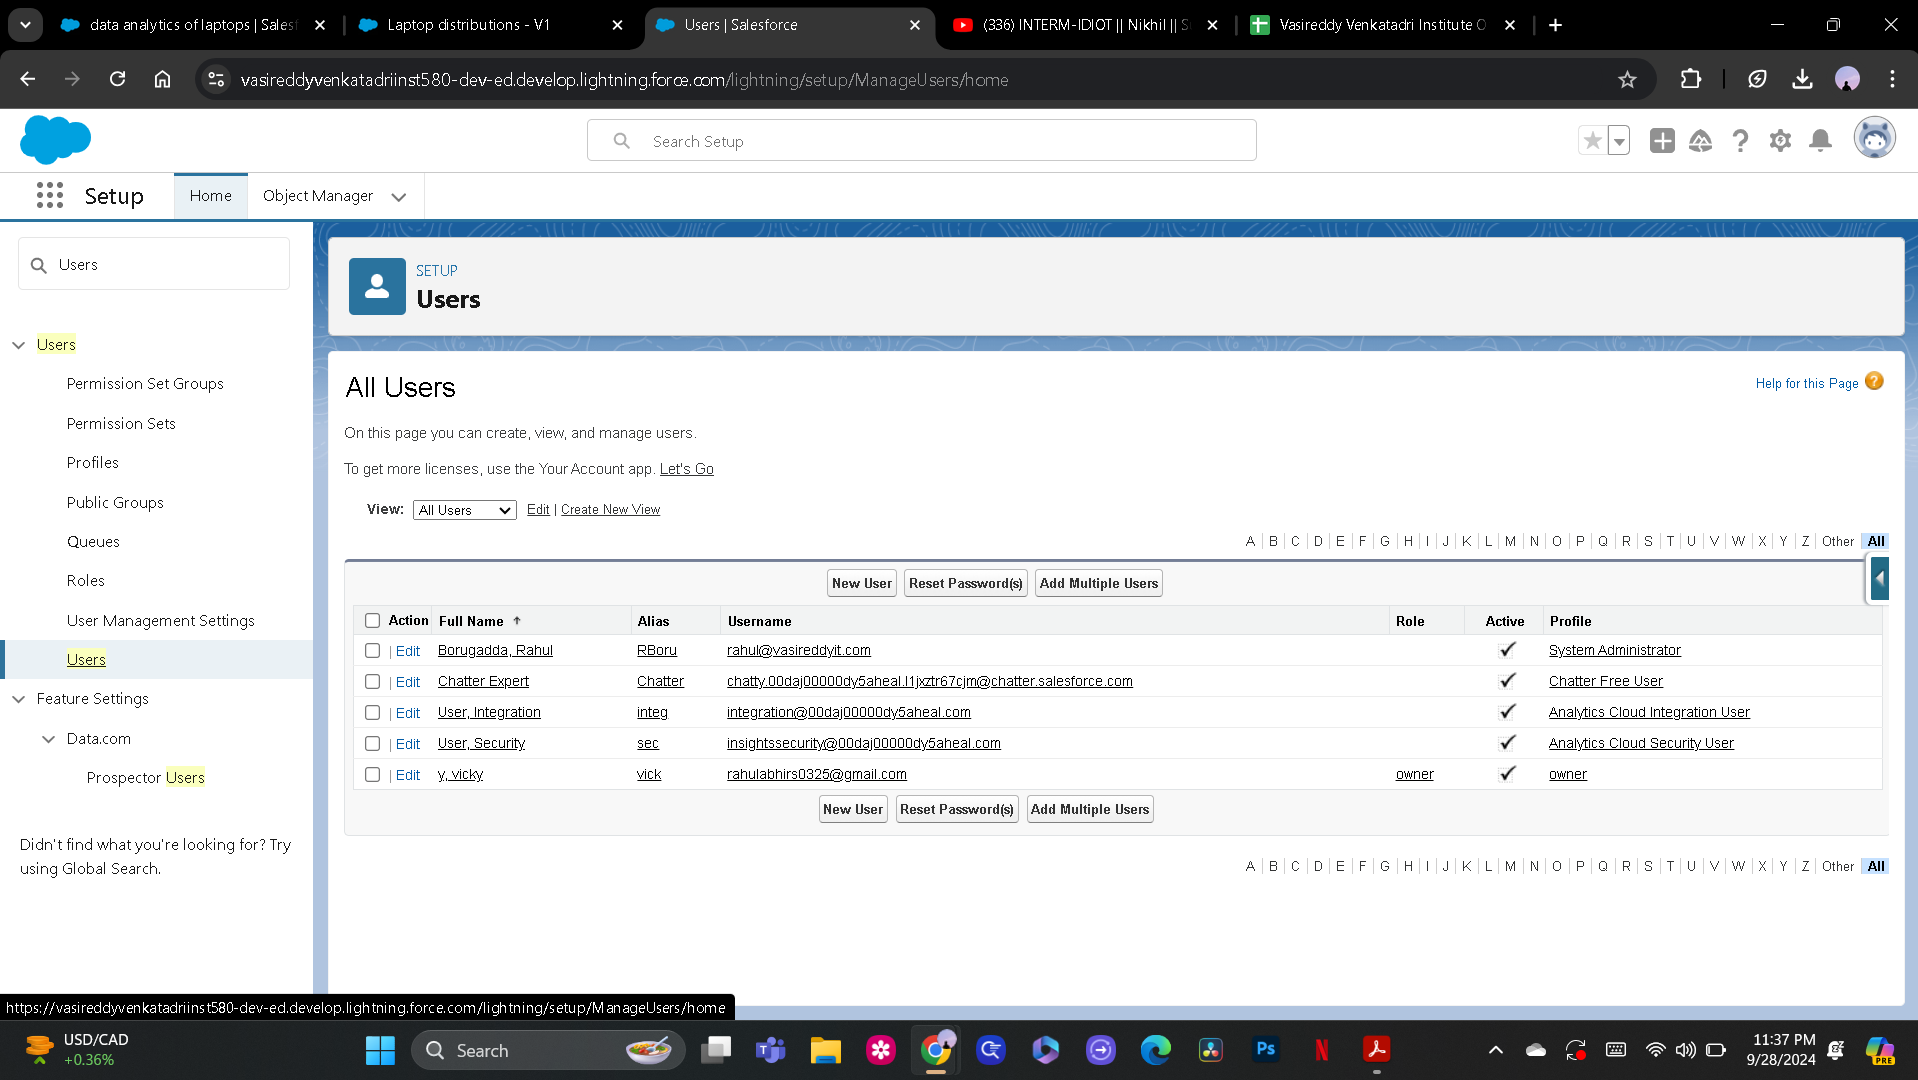 data analytics of laptops | Sales
Laptop distributions - V1
Users | Salesforce
(336) INTERM-IDIOT || Nikhil || S
Vasireddy Venkatadri Institute O
vasireddyvenkatadriinst580-dev-ed.develop.lightning.force.com/lightning/setup/ManageUsers/home
Search Setup
Setup
Home
Object Manager
Users
SETUP
Users
Users
Permission Set Groups
Permission Sets
Profiles
Public Groups
Queues
Roles
User Management Settings
Users
Feature Settings
Data.com
Prospector Users
Didn't find what you're looking for? Try
using Global Search.
All Users
Help for this Page ?
On this page you can create, view, and manage users.
To get more licenses, use the Your Account app. Let's Go
View: All Users Edit | Create New View
A | B | C | D | E | F | G | H | I | J | K | L | M | N | O | P | Q | R | S | T | U | V | W | X | Y | Z | Other All
New User Reset Password(s) Add Multiple Users
Action Full Name ↑ Alias Username Role Active Profile
| Edit Borugadda, Rahul RBoru rahul@vasireddyit.com System Administrator
| Edit Chatter Expert Chatter chatty.00daj00000dy5aheal.l1jxztr67cjm@chatter.salesforce.com Chatter Free User
| Edit User, Integration integ integration@00daj00000dy5aheal.com Analytics Cloud Integration User
| Edit User, Security sec insightssecurity@00daj00000dy5aheal.com Analytics Cloud Security User
| Edit y, vicky vick rahulabhirs0325@gmail.com owner owner
New User Reset Password(s) Add Multiple Users
A | B | C | D | E | F | G | H | I | J | K | L | M | N | O | P | Q | R | S | T | U | V | W | X | Y | Z | Other All
https://vasireddyvenkatadriinst580-dev-ed.develop.lightning.force.com/lightning/setup/ManageUsers/home
USD/CAD
+0.36%
Search
Ps
PRE
11:37 PM
9/28/2024